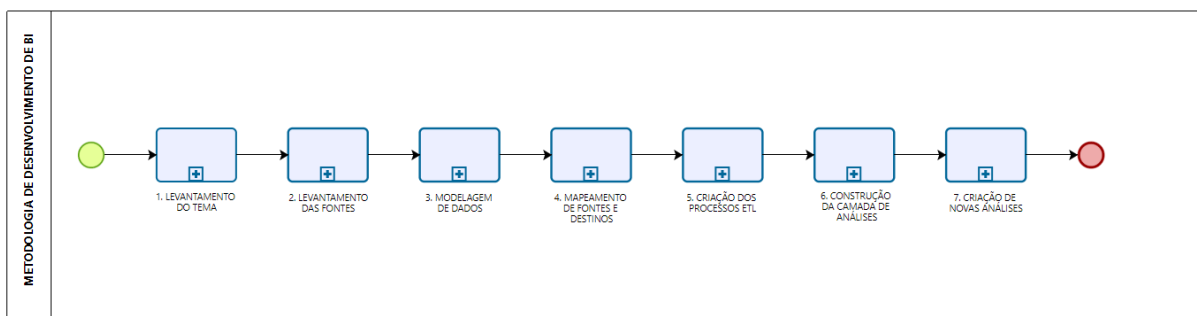 METODOLOGIA DE DESENVOLVIMENTO DE BI
1. LEVANTAMENTO
DO TEMA
2. LEVANTAMENTO
DAS FONTES
3. MODELAGEM
DE DADOS
4. MAPEAMENTO
DE FONTES E
DESTINOS
5. CRIAÇÃO DOS
PROCESSOS ETL
6. CONSTRUÇÃO
DA CAMADA DE
ANÁLISES
7. CRIAÇÃO DE
NOVAS ANÁLISES